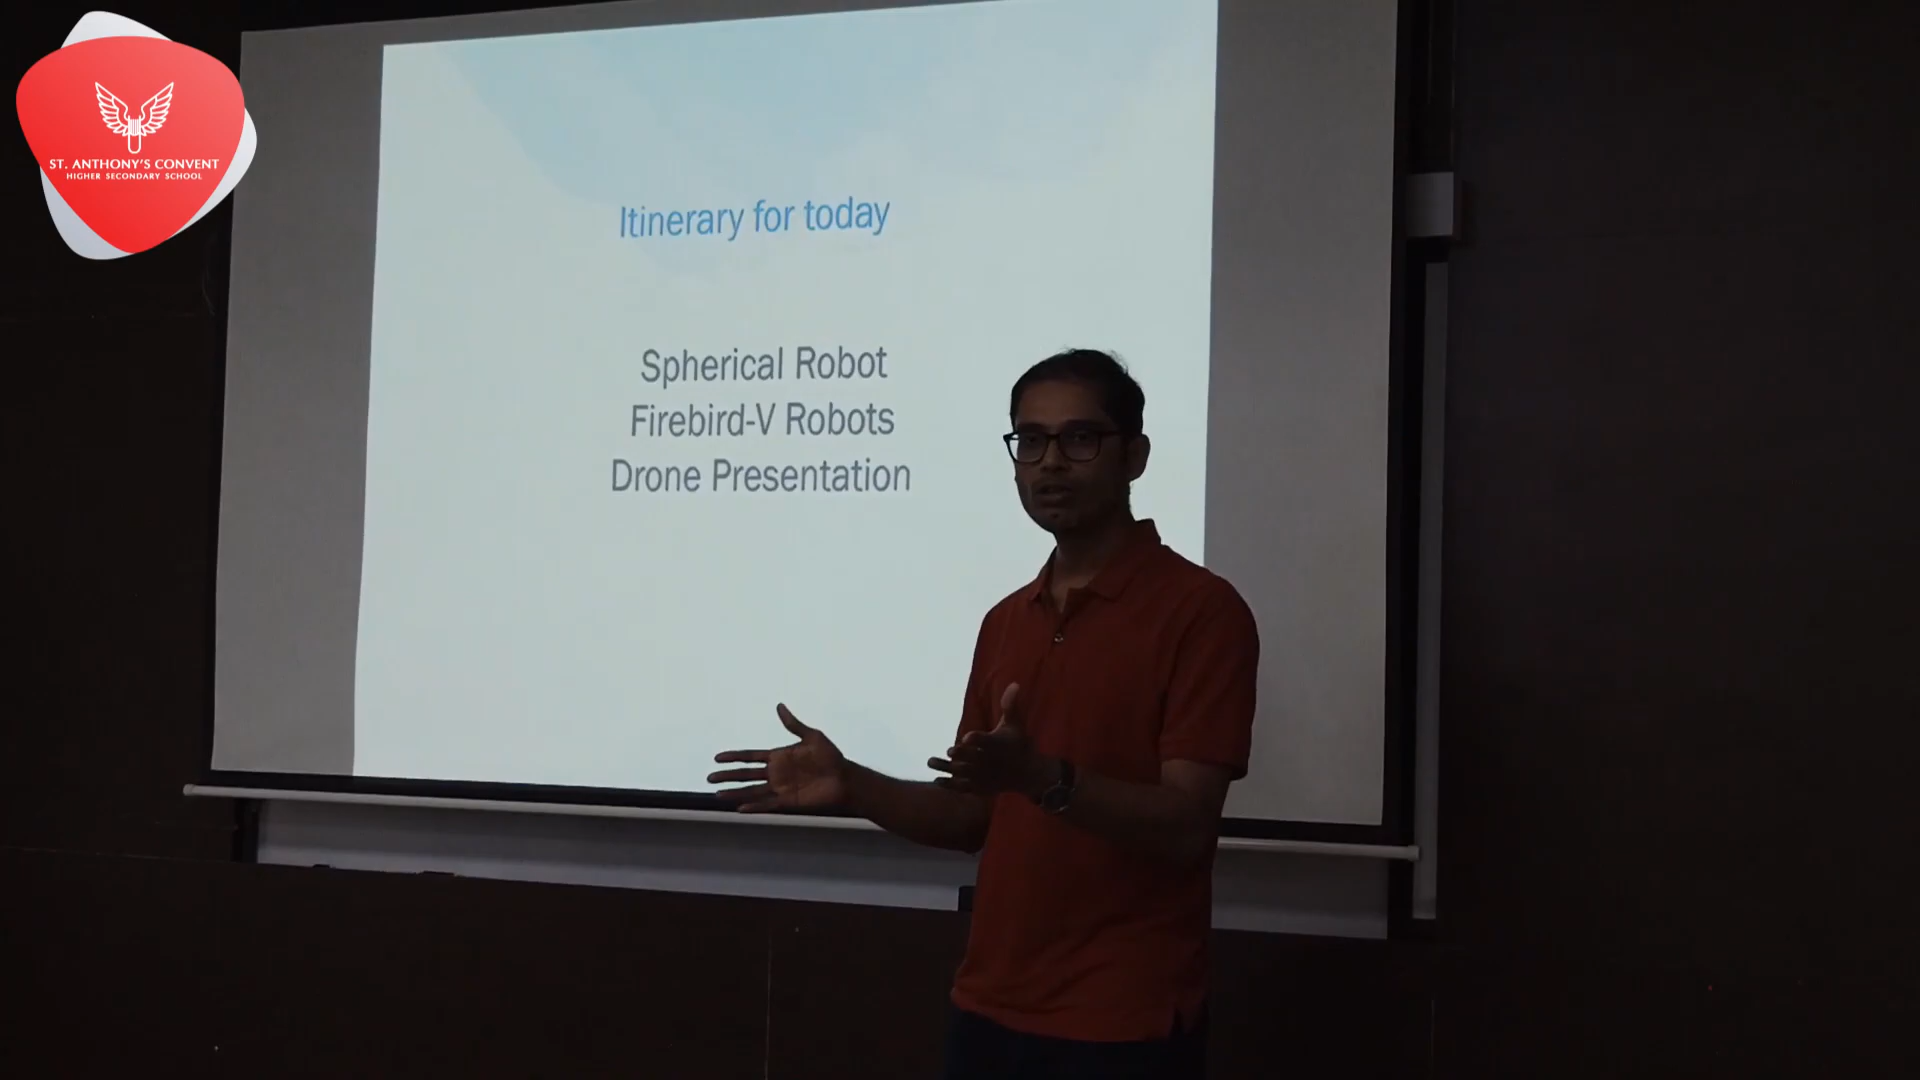 ST. ANTHONY'S CONVENT
HIGHER SECONDARY SCHOOL
Itinerary for today
Spherical Robot
Firebird-V Robots
Drone Presentation